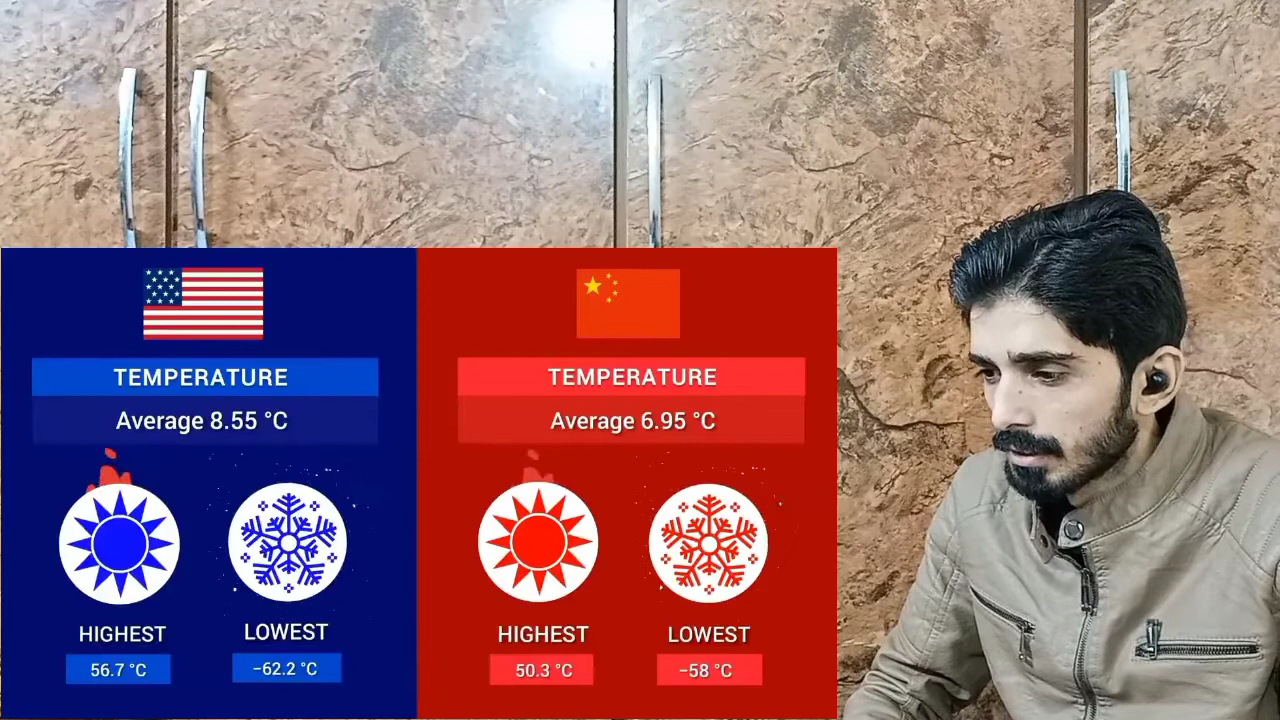 TEMPERATURE
Average 8.55 °C
HIGHEST
LOWEST
56.7 °C
−62.2 °C
TEMPERATURE
Average 6.95 °C
HIGHEST
LOWEST
50.3 °C
−58 °C